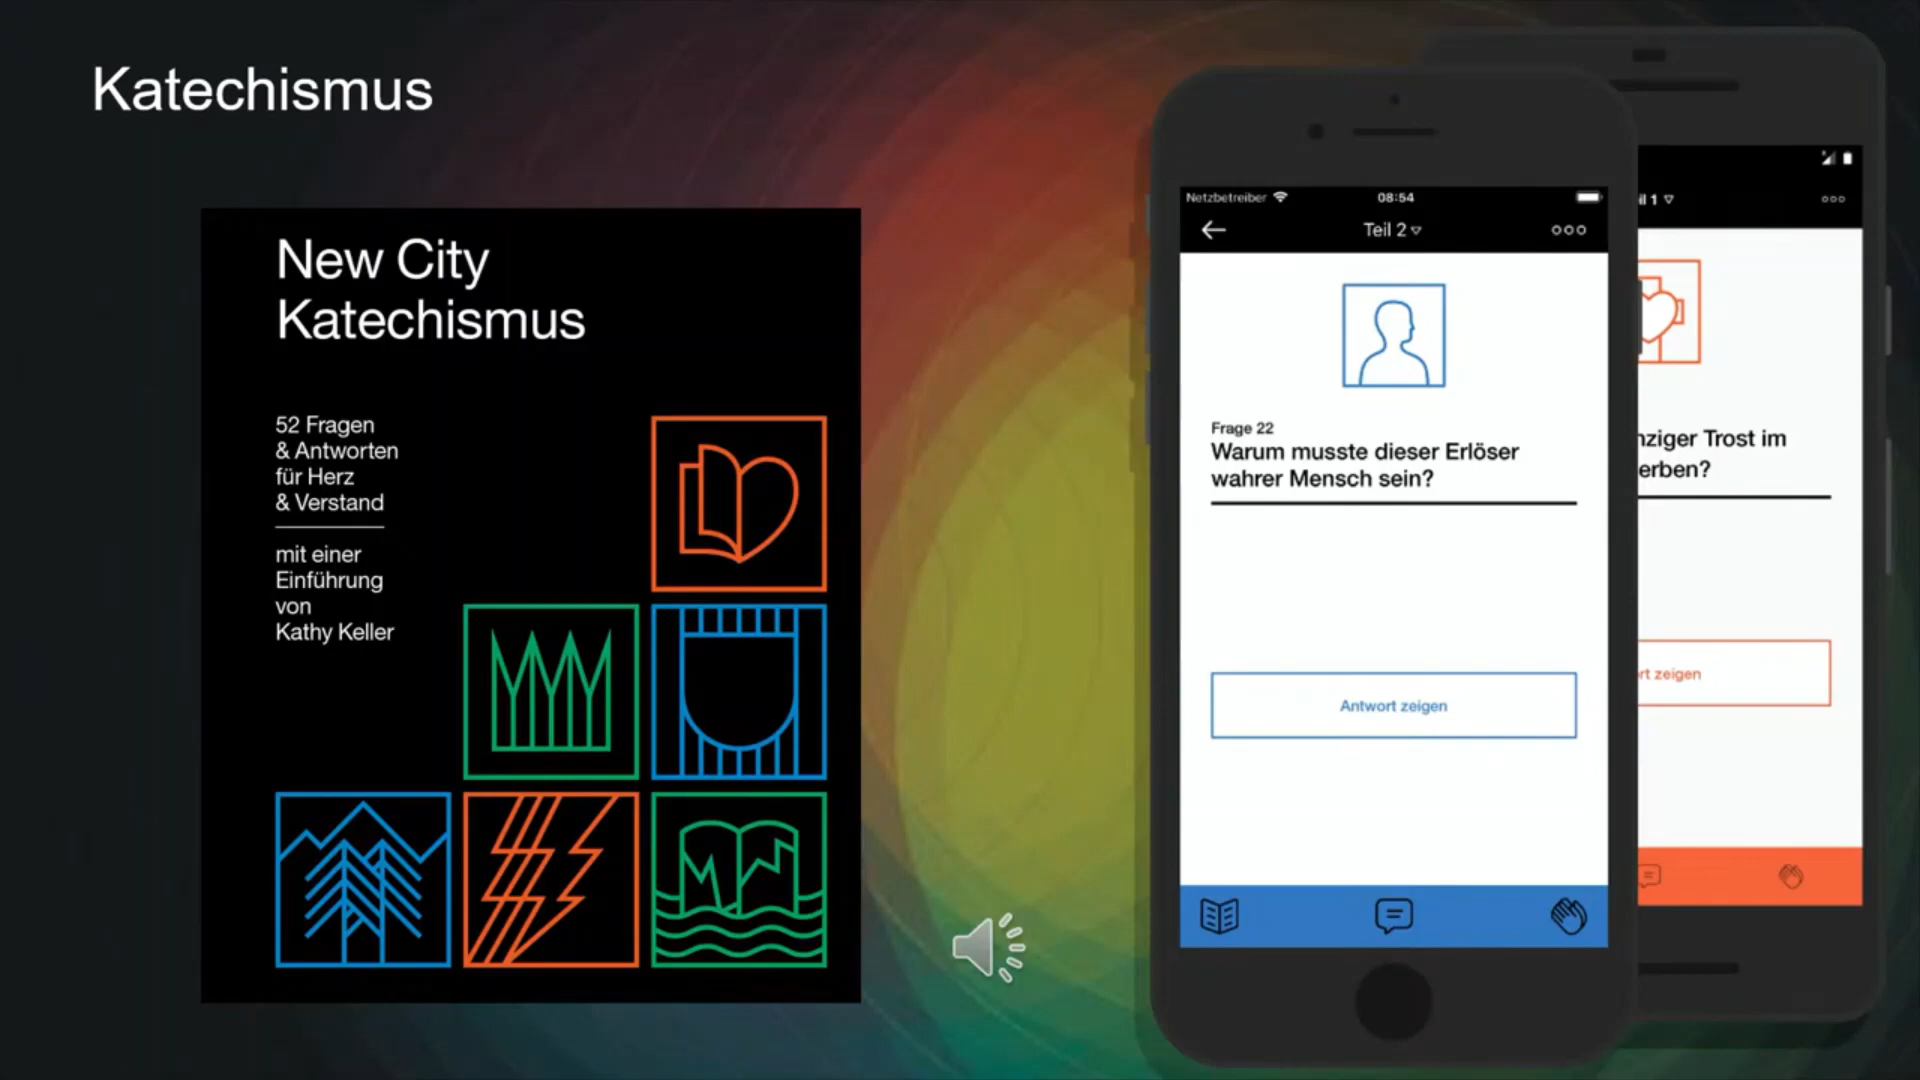 Katechismus
New City
Katechismus
52 Fragen
& Antworten
für Herz
& Verstand
mit einer
Einführung
von
Kathy Keller
Netzbetreiber
08:54
Teil 2
Frage 22
Warum musste dieser Erlöser
wahrer Mensch sein?
Antwort zeigen
il 1
nziger Trost im
erben?
rt zeigen